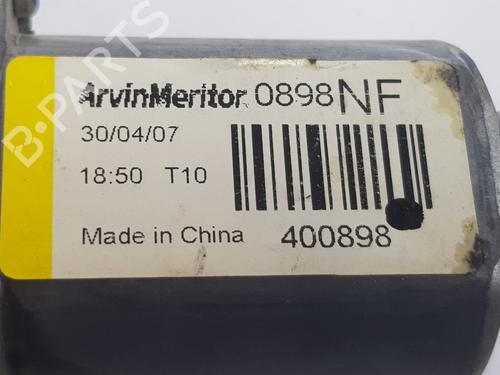 ArvinMeritor 0898 NF
30/04/07
18:50 T10
Made in China 400898
B-PARTS